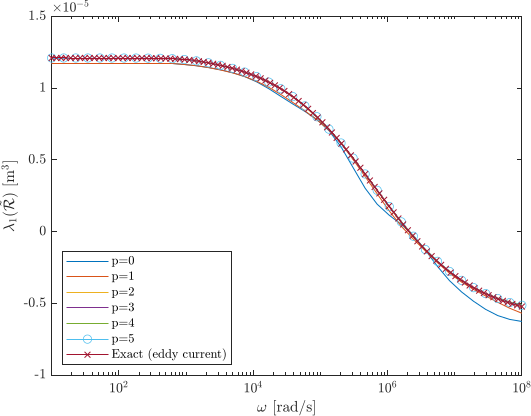 ×10⁻⁵
1.5
1
0.5
0
-0.5
-1
λ₁(R̃) [m³]
p=0
p=1
p=2
p=3
p=4
p=5
Exact (eddy current)
10² 10⁴ 10⁶ 10⁸
ω [rad/s]